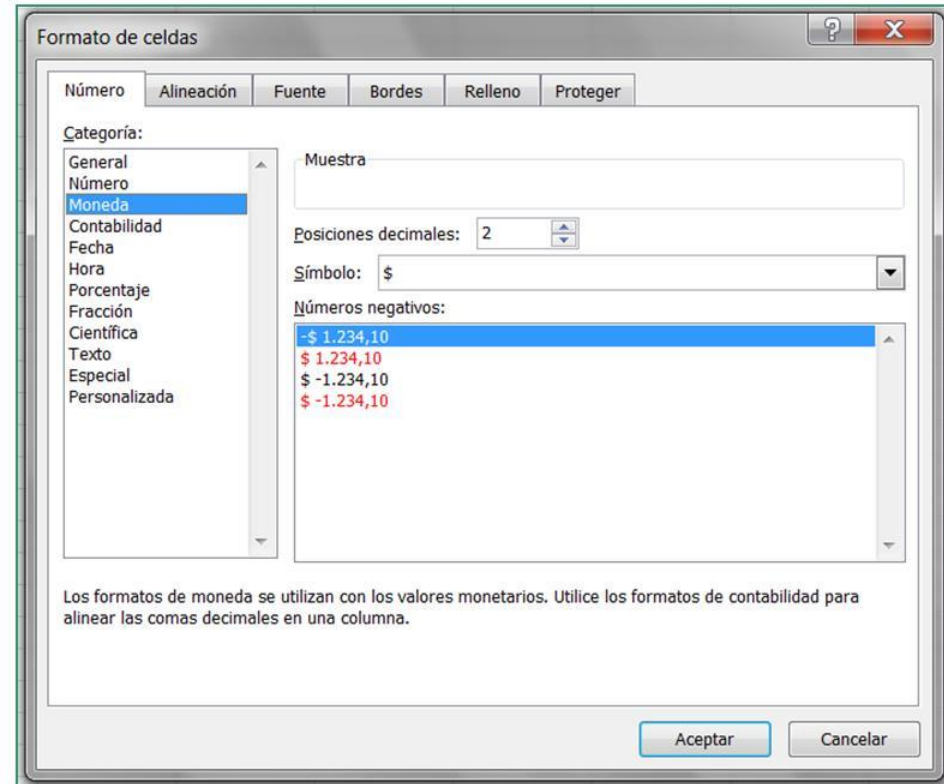 Formato de celdas
Número Alineación Fuente Bordes Relleno Proteger
Categoría:
General
Número
Moneda
Contabilidad
Fecha
Hora
Porcentaje
Fracción
Científica
Texto
Especial
Personalizada
Muestra
Posiciones decimales: 2
Símbolo: $
Números negativos:
-$ 1.234,10
$ 1.234,10
$ -1.234,10
$ -1.234,10
Los formatos de moneda se utilizan con los valores monetarios. Utilice los formatos de contabilidad para
alinear las comas decimales en una columna.
Aceptar Cancelar